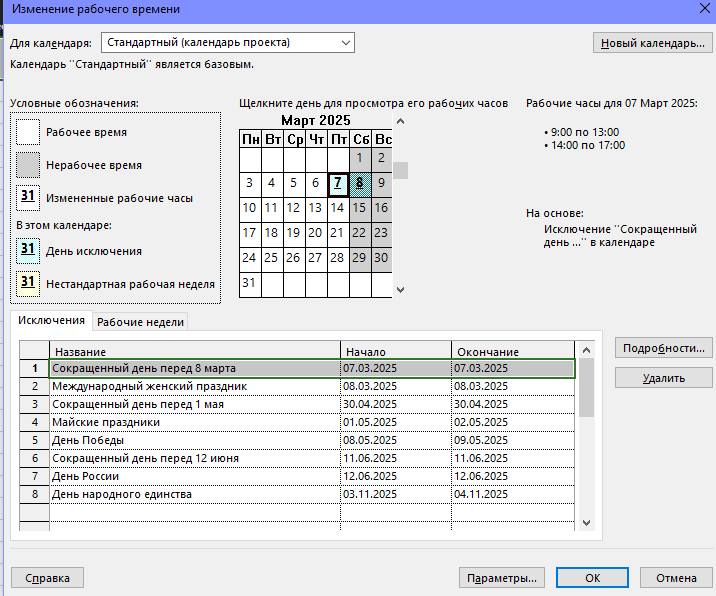 Изменение рабочего времени
Для календаря: Стандартный (календарь проекта) Новый календарь...
Календарь ''Стандартный'' является базовым.
Условные обозначения:
Рабочее время
Нерабочее время
31 Измененные рабочие часы
В этом календаре:
31 День исключения
31 Нестандартная рабочая неделя
Щелкните день для просмотра его рабочих часов
Март 2025
Пн Вт Ср Чт Пт Сб Вс
1 2
3 4 5 6 7 8 9
10 11 12 13 14 15 16
17 18 19 20 21 22 23
24 25 26 27 28 29 30
31
Рабочие часы для 07 Март 2025:
• 9:00 по 13:00
• 14:00 по 17:00
На основе:
Исключение ''Сокращенный
день ...'' в календаре
Исключения Рабочие недели
Название Начало Окончание
1 Сокращенный день перед 8 марта 07.03.2025 07.03.2025
2 Международный женский праздник 08.03.2025 08.03.2025
3 Сокращенный день перед 1 мая 30.04.2025 30.04.2025
4 Майские праздники 01.05.2025 02.05.2025
5 День Победы 08.05.2025 09.05.2025
6 Сокращенный день перед 12 июня 11.06.2025 11.06.2025
7 День России 12.06.2025 12.06.2025
8 День народного единства 03.11.2025 04.11.2025
Подробности...
Удалить
Справка Параметры... ОК Отмена